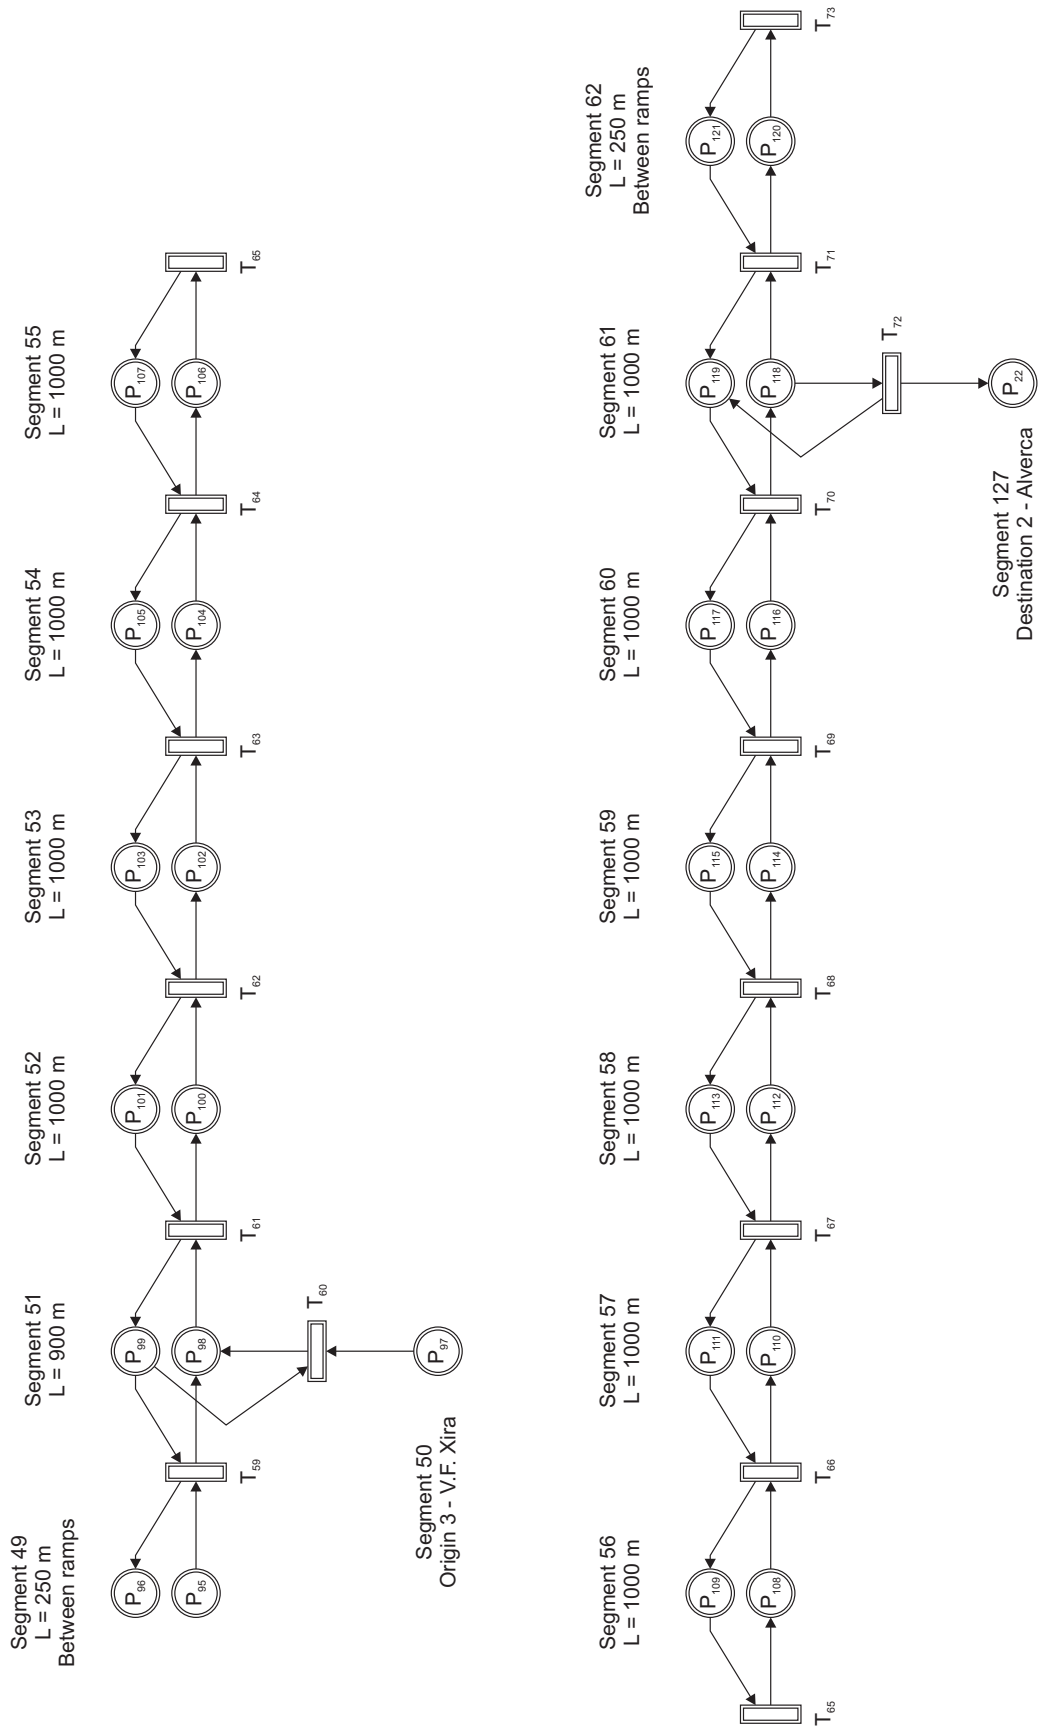 Segment 49
L = 250 m
Between ramps
Segment 51
L = 900 m
Segment 52
L = 1000 m
Segment 53
L = 1000 m
Segment 54
L = 1000 m
Segment 55
L = 1000 m
P96
P99
P101
P103
P105
P107
P95
P98
P100
P102
P104
P106
T59
T61
T62
T63
T64
T65
T60
P97
Segment 50
Origin 3 - V.F. Xira
Segment 56
L = 1000 m
Segment 57
L = 1000 m
Segment 58
L = 1000 m
Segment 59
L = 1000 m
Segment 60
L = 1000 m
Segment 61
L = 1000 m
Segment 62
L = 250 m
Between ramps
P109
P111
P113
P115
P117
P119
P121
P108
P110
P112
P114
P116
P118
P120
T65
T66
T67
T68
T69
T70
T71
T73
T72
P22
Segment 127
Destination 2 - Alverca